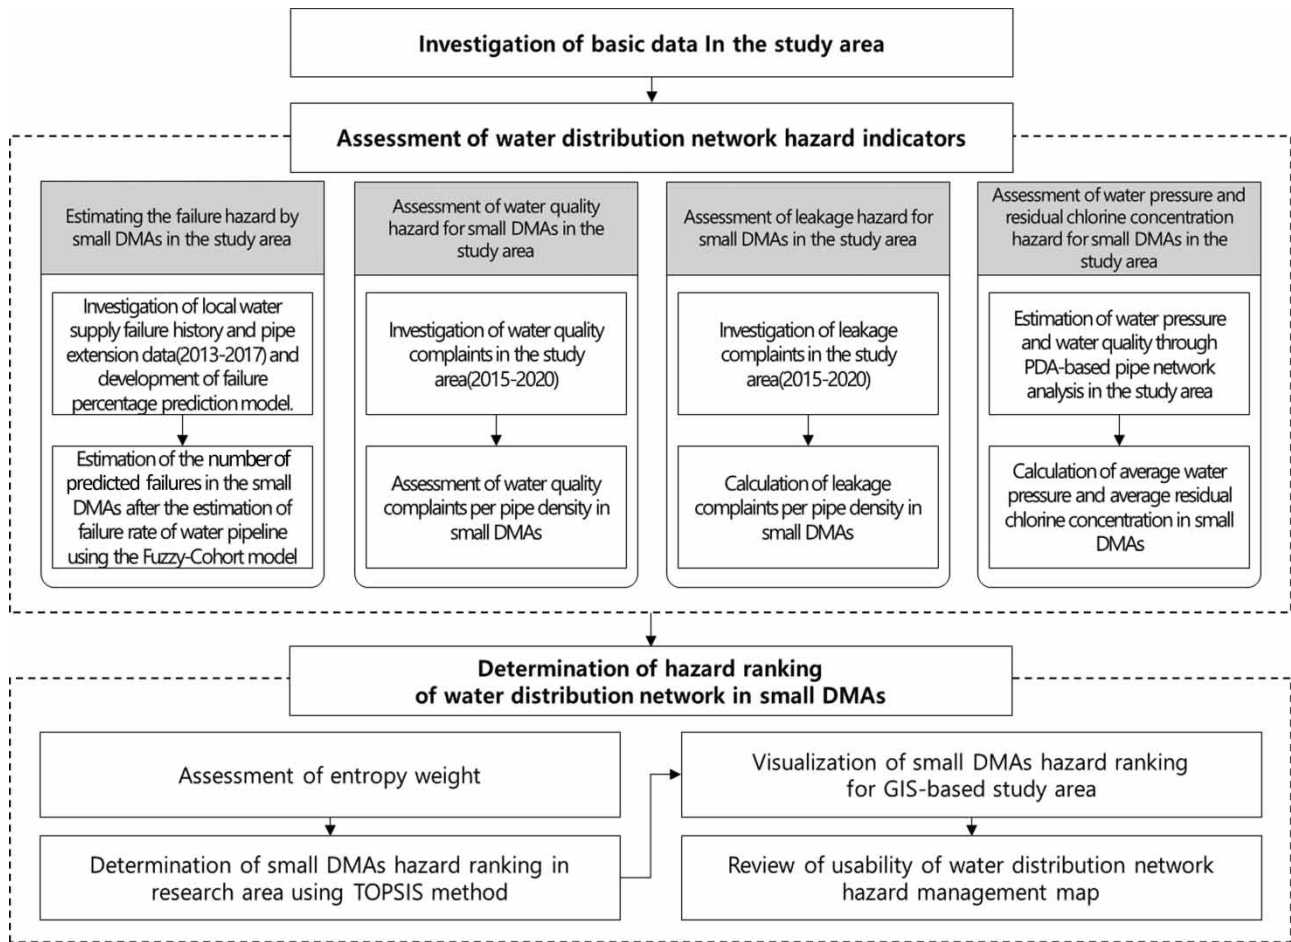 Investigation of basic data In the study area
Assessment of water distribution network hazard indicators
Estimating the failure hazard by
small DMAs in the study area
Investigation of local water
supply failure history and pipe
extension data(2013-2017) and
development of failure
percentage prediction model.
Estimation of the number of
predicted failures in the small
DMAs after the estimation of
failure rate of water pipeline
using the Fuzzy-Cohort model
Assessment of water quality
hazard for small DMAs in the
study area
Investigation of water quality
complaints in the study
area(2015-2020)
Assessment of water quality
complaints per pipe density in
small DMAs
Assessment of leakage hazard for
small DMAs in the study area
Investigation of leakage
complaints in the study
area(2015-2020)
Calculation of leakage
complaints per pipe density in
small DMAs
Assessment of water pressure and
residual chlorine concentration
hazard for small DMAs in the
study area
Estimation of water pressure
and water quality through
PDA-based pipe network
analysis in the study area
Calculation of average water
pressure and average residual
chlorine concentration in small
DMAs
Determination of hazard ranking
of water distribution network in small DMAs
Assessment of entropy weight
Determination of small DMAs hazard ranking in
research area using TOPSIS method
Visualization of small DMAs hazard ranking
for GIS-based study area
Review of usability of water distribution network
hazard management map